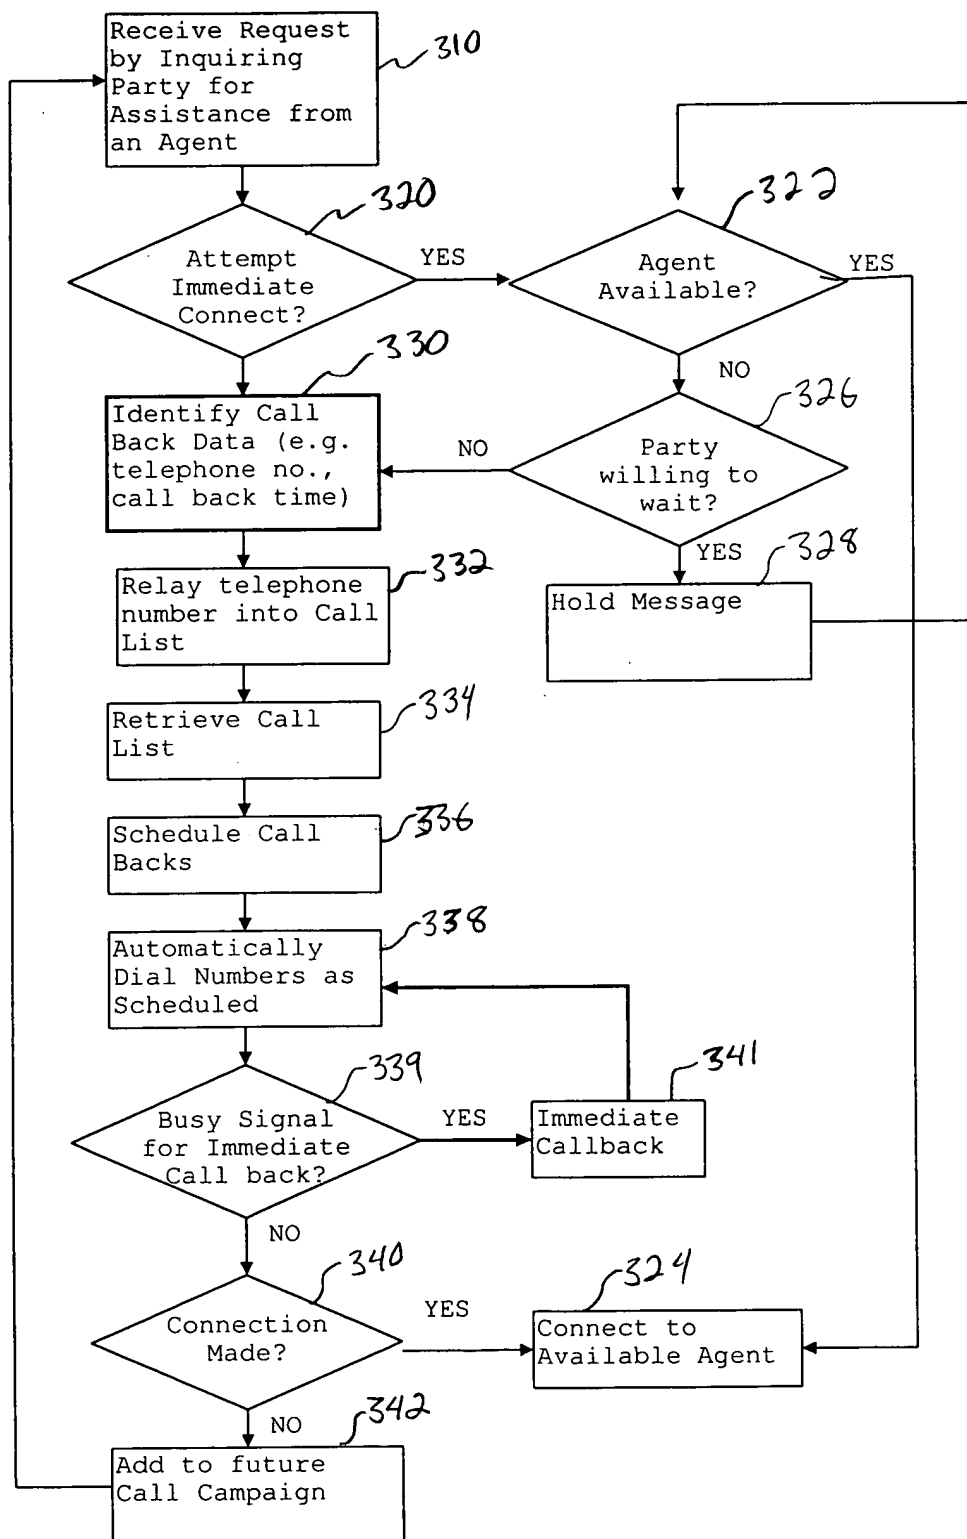 Receive Request
by Inquiring
Party for
Assistance from
an Agent
310
320
Attempt
Immediate
Connect?
YES
322
Agent
Available?
YES
NO
330
Identify Call
Back Data (e.g.
telephone no.,
call back time)
NO
326
Party
willing to
wait?
YES
328
Hold Message
332
Relay telephone
number into Call
List
334
Retrieve Call
List
336
Schedule Call
Backs
338
Automatically
Dial Numbers as
Scheduled
339
Busy Signal
for Immediate
Call back?
YES
341
Immediate
Callback
NO
340
Connection
Made?
YES
324
Connect to
Available Agent
NO
342
Add to future
Call Campaign